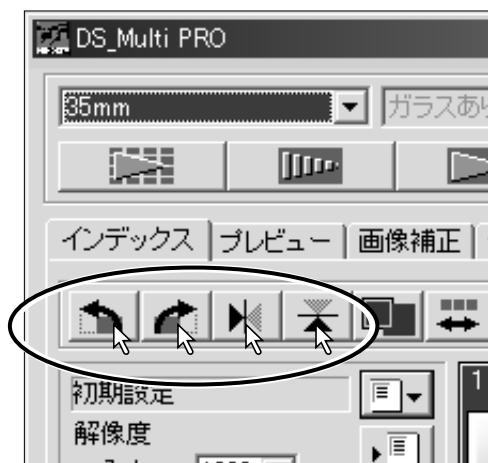 DS_Multi PRO
35mm
ガラスあり
インデックス プレビュー 画像補正
初期設定
1
解像度